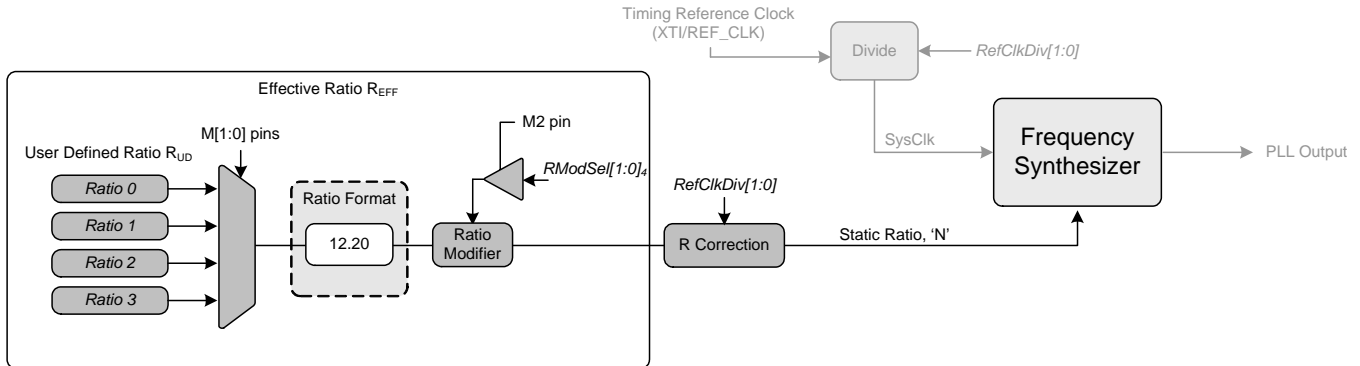 Timing Reference Clock
(XTI/REF_CLK)
Divide
RefClkDiv[1:0]
Effective Ratio REFF
M2 pin
M[1:0] pins
User Defined Ratio RUD
SysClk
Frequency
Synthesizer
PLL Output
RModSel[1:0]4
Ratio 0
Ratio Format
RefClkDiv[1:0]
Ratio 1
12.20
Ratio
Modifier
R Correction
Static Ratio, ‘N’
Ratio 2
Ratio 3